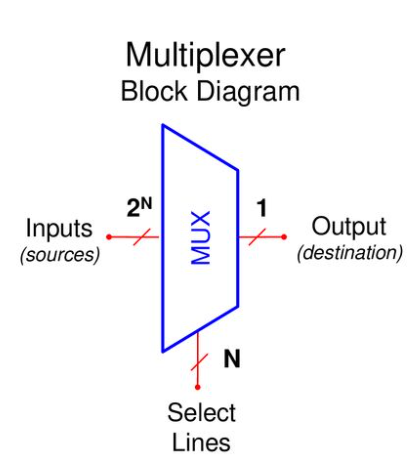 Multiplexer
Block Diagram
2ᴺ
1
Inputs
(sources)
MUX
Output
(destination)
N
Select
Lines